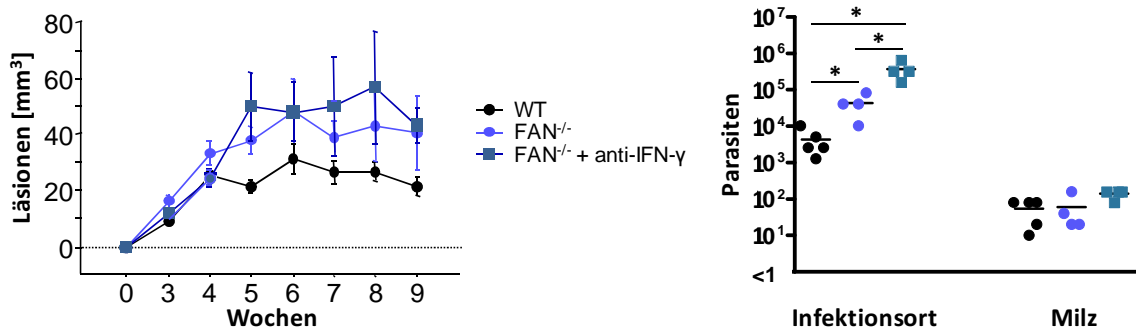 Läsionen [mm³]
80
60
40
20
0
0 3 4 5 6 7 8 9
Wochen
WT
FAN⁻/⁻
FAN⁻/⁻ + anti-IFN-γ
Parasiten
10⁷
10⁶
10⁵
10⁴
10³
10²
10¹
<1
*
* *
Infektionsort Milz